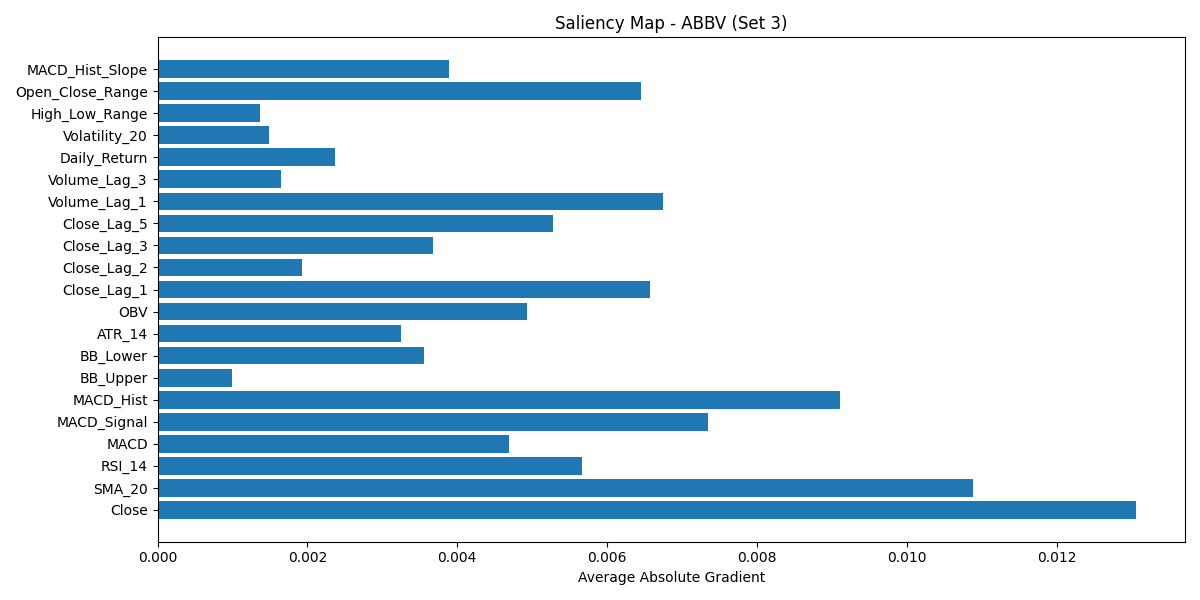 Saliency Map - ABBV (Set 3)
MACD_Hist_Slope
Open_Close_Range
High_Low_Range
Volatility_20
Daily_Return
Volume_Lag_3
Volume_Lag_1
Close_Lag_5
Close_Lag_3
Close_Lag_2
Close_Lag_1
OBV
ATR_14
BB_Lower
BB_Upper
MACD_Hist
MACD_Signal
MACD
RSI_14
SMA_20
Close
0.000 0.002 0.004 0.006 0.008 0.010 0.012
Average Absolute Gradient